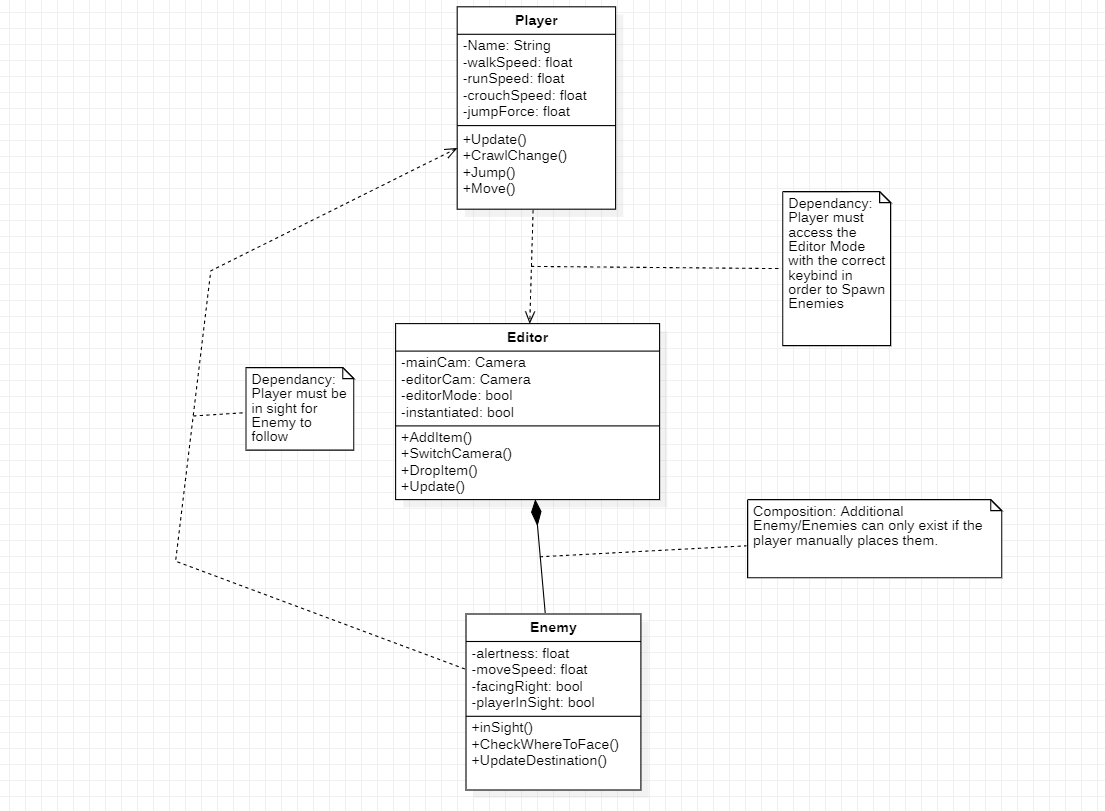 Player
-Name: String
-walkSpeed: float
-runSpeed: float
-crouchSpeed: float
-jumpForce: float
+Update()
+CrawlChange()
+Jump()
+Move()
Dependancy:
Player must
access the
Editor Mode
with the correct
keybind in
order to Spawn
Enemies
Editor
-mainCam: Camera
-editorCam: Camera
-editorMode: bool
-instantiated: bool
+AddItem()
+SwitchCamera()
+DropItem()
+Update()
Dependancy:
Player must be
in sight for
Enemy to
follow
Composition: Additional
Enemy/Enemies can only exist if the
player manually places them.
Enemy
-alertness: float
-moveSpeed: float
-facingRight: bool
-playerInSight: bool
+inSight()
+CheckWhereToFace()
+UpdateDestination()